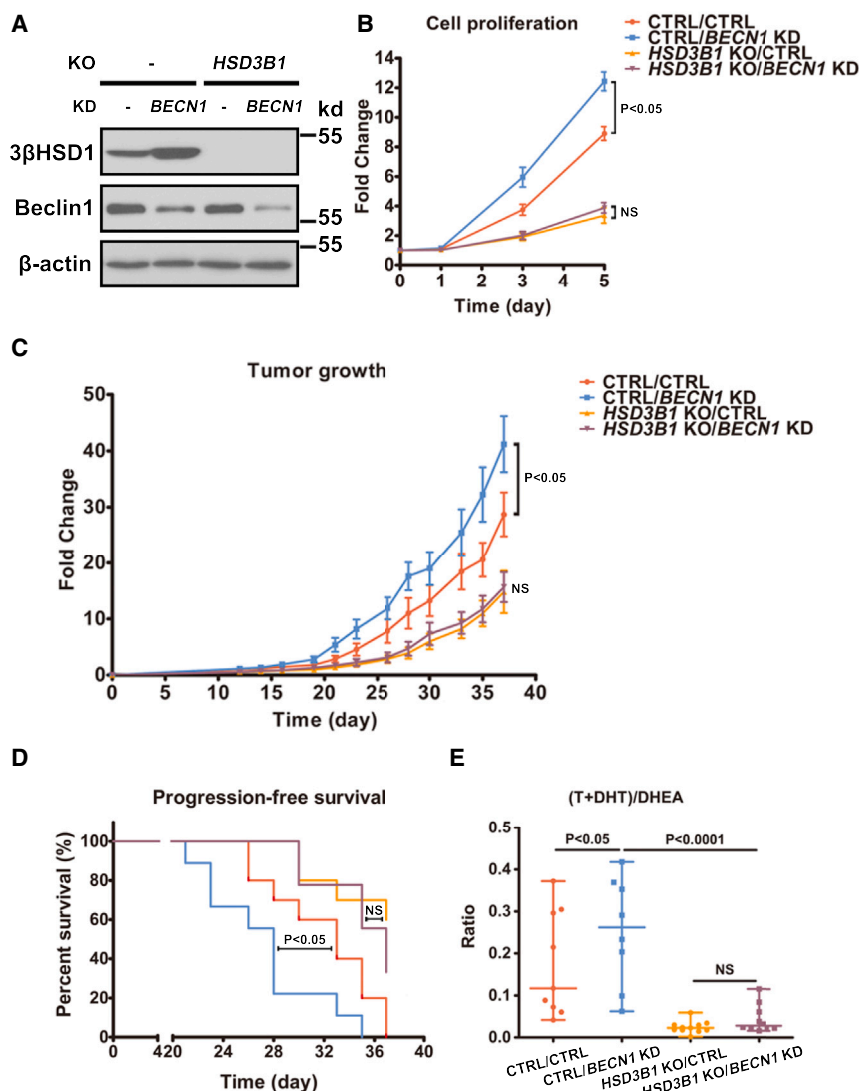 A
KO - HSD3B1
KD - BECN1 - BECN1 kd
3βHSD1 55
Beclin1 55
β-actin 55
B
Cell proliferation
CTRL/CTRL
CTRL/BECN1 KD
HSD3B1 KO/CTRL
HSD3B1 KO/BECN1 KD
Fold Change
14
12
10
8
6
4
2
0
P<0.05
NS
0 1 2 3 4 5
Time (day)
C
Tumor growth
CTRL/CTRL
CTRL/BECN1 KD
HSD3B1 KO/CTRL
HSD3B1 KO/BECN1 KD
Fold Change
50
40
30
20
10
0
P<0.05
NS
0 5 10 15 20 25 30 35 40
Time (day)
D
Progression-free survival
Percent survival (%)
100
80
60
40
20
0
NS
P<0.05
0 420 24 28 32 36 40
Time (day)
E
(T+DHT)/DHEA
Ratio
0.5
0.4
0.3
0.2
0.1
0.0
P<0.05 P<0.0001
NS
CTRL/CTRL
CTRL/BECN1 KD
HSD3B1 KO/CTRL
HSD3B1 KO/BECN1 KD